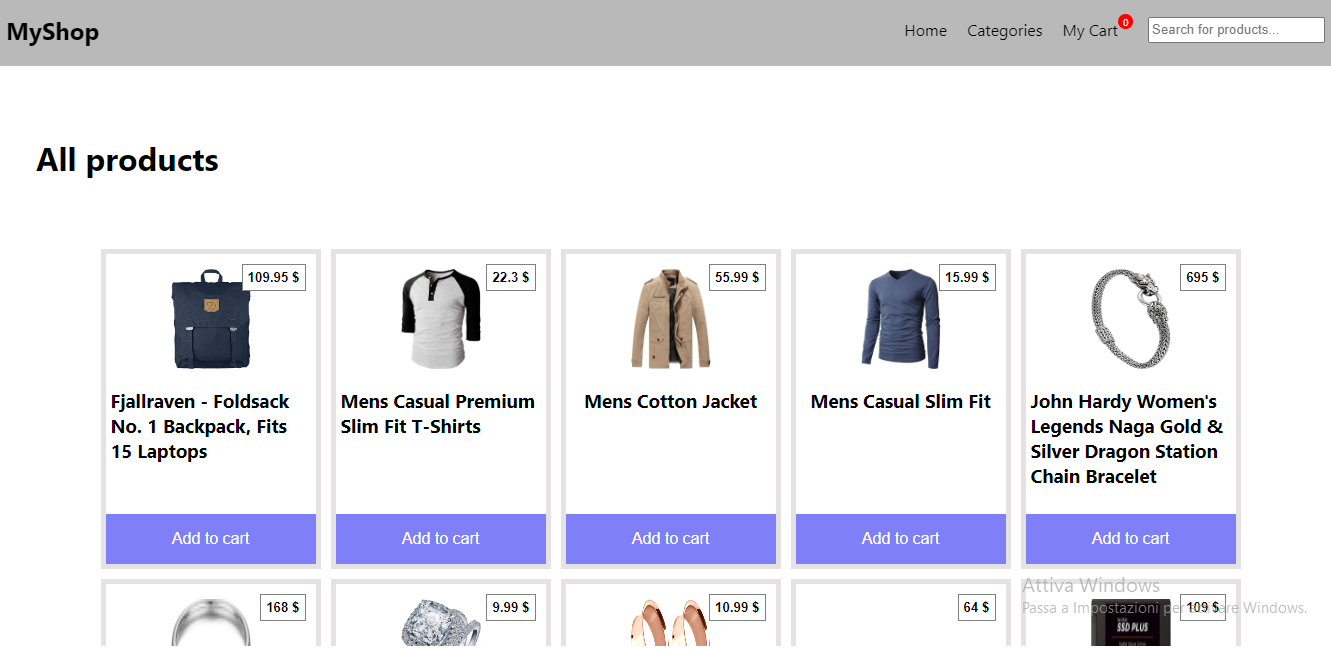 MyShop
Home Categories My Cart 0 Search for products...
All products
109.95 $
22.3 $
55.99 $
15.99 $
695 $
Fjallraven - Foldsack
No. 1 Backpack, Fits
15 Laptops
Mens Casual Premium
Slim Fit T-Shirts
Mens Cotton Jacket
Mens Casual Slim Fit
John Hardy Women's
Legends Naga Gold &
Silver Dragon Station
Chain Bracelet
Add to cart
Add to cart
Add to cart
Add to cart
Add to cart
168 $
9.99 $
10.99 $
64 $
109 $
SSD PLUS
Attiva Windows
Passa a Impostazioni per attivare Windows.